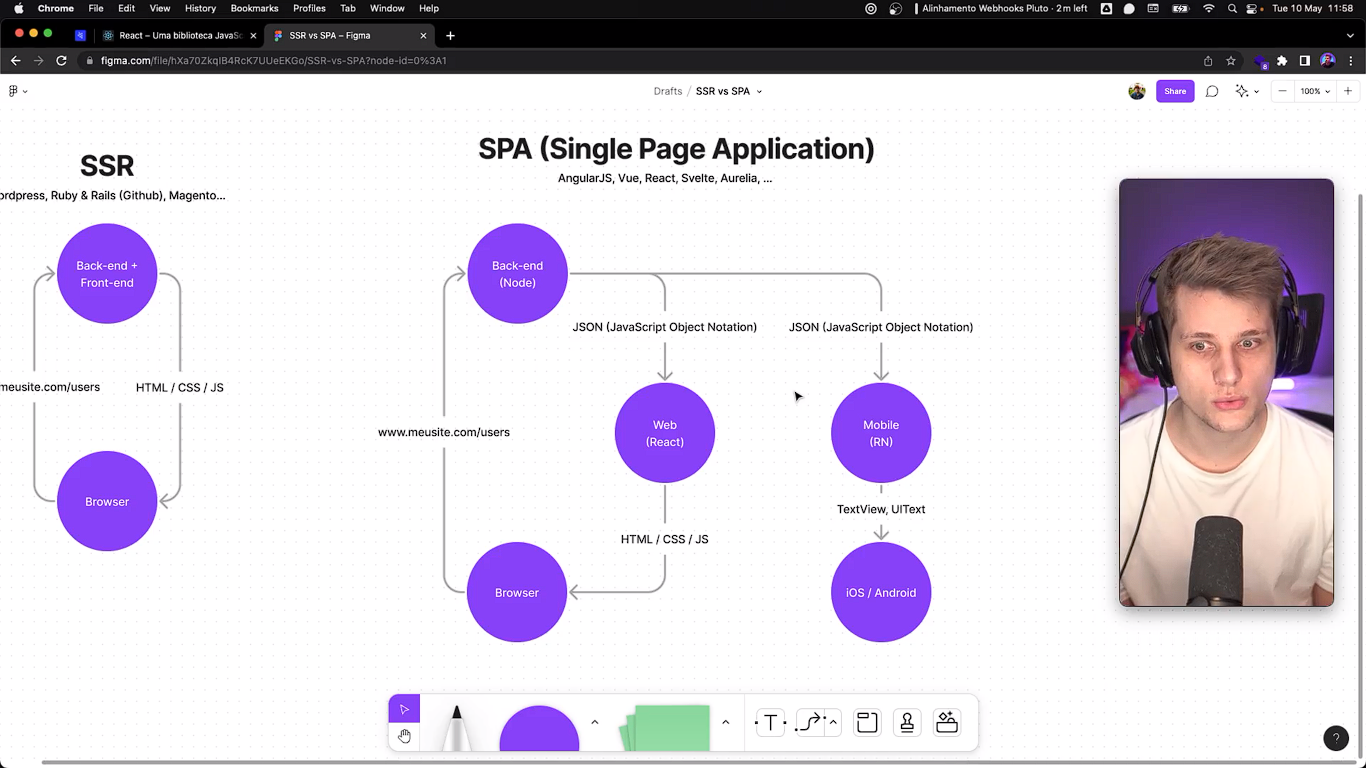 Chrome File Edit View History Bookmarks Profiles Tab Window Help
Alinhamento Webhooks Pluto · 2 m left
Tue 10 May 11:58
React – Uma biblioteca JavaSc
SSR vs SPA – Figma
figma.com/file/hXa70ZkqIB4RcK7UUeEKGo/SSR-vs-SPA?node-id=0%3A1
8
Drafts / SSR vs SPA
Share
100%
SSR
ordpress, Ruby & Rails (Github), Magento...
Back-end +
Front-end
meusite.com/users
HTML / CSS / JS
Browser
SPA (Single Page Application)
AngularJS, Vue, React, Svelte, Aurelia, ...
Back-end
(Node)
JSON (JavaScript Object Notation)
JSON (JavaScript Object Notation)
Web
(React)
Mobile
(RN)
www.meusite.com/users
TextView, UIText
HTML / CSS / JS
Browser
iOS / Android
T
?